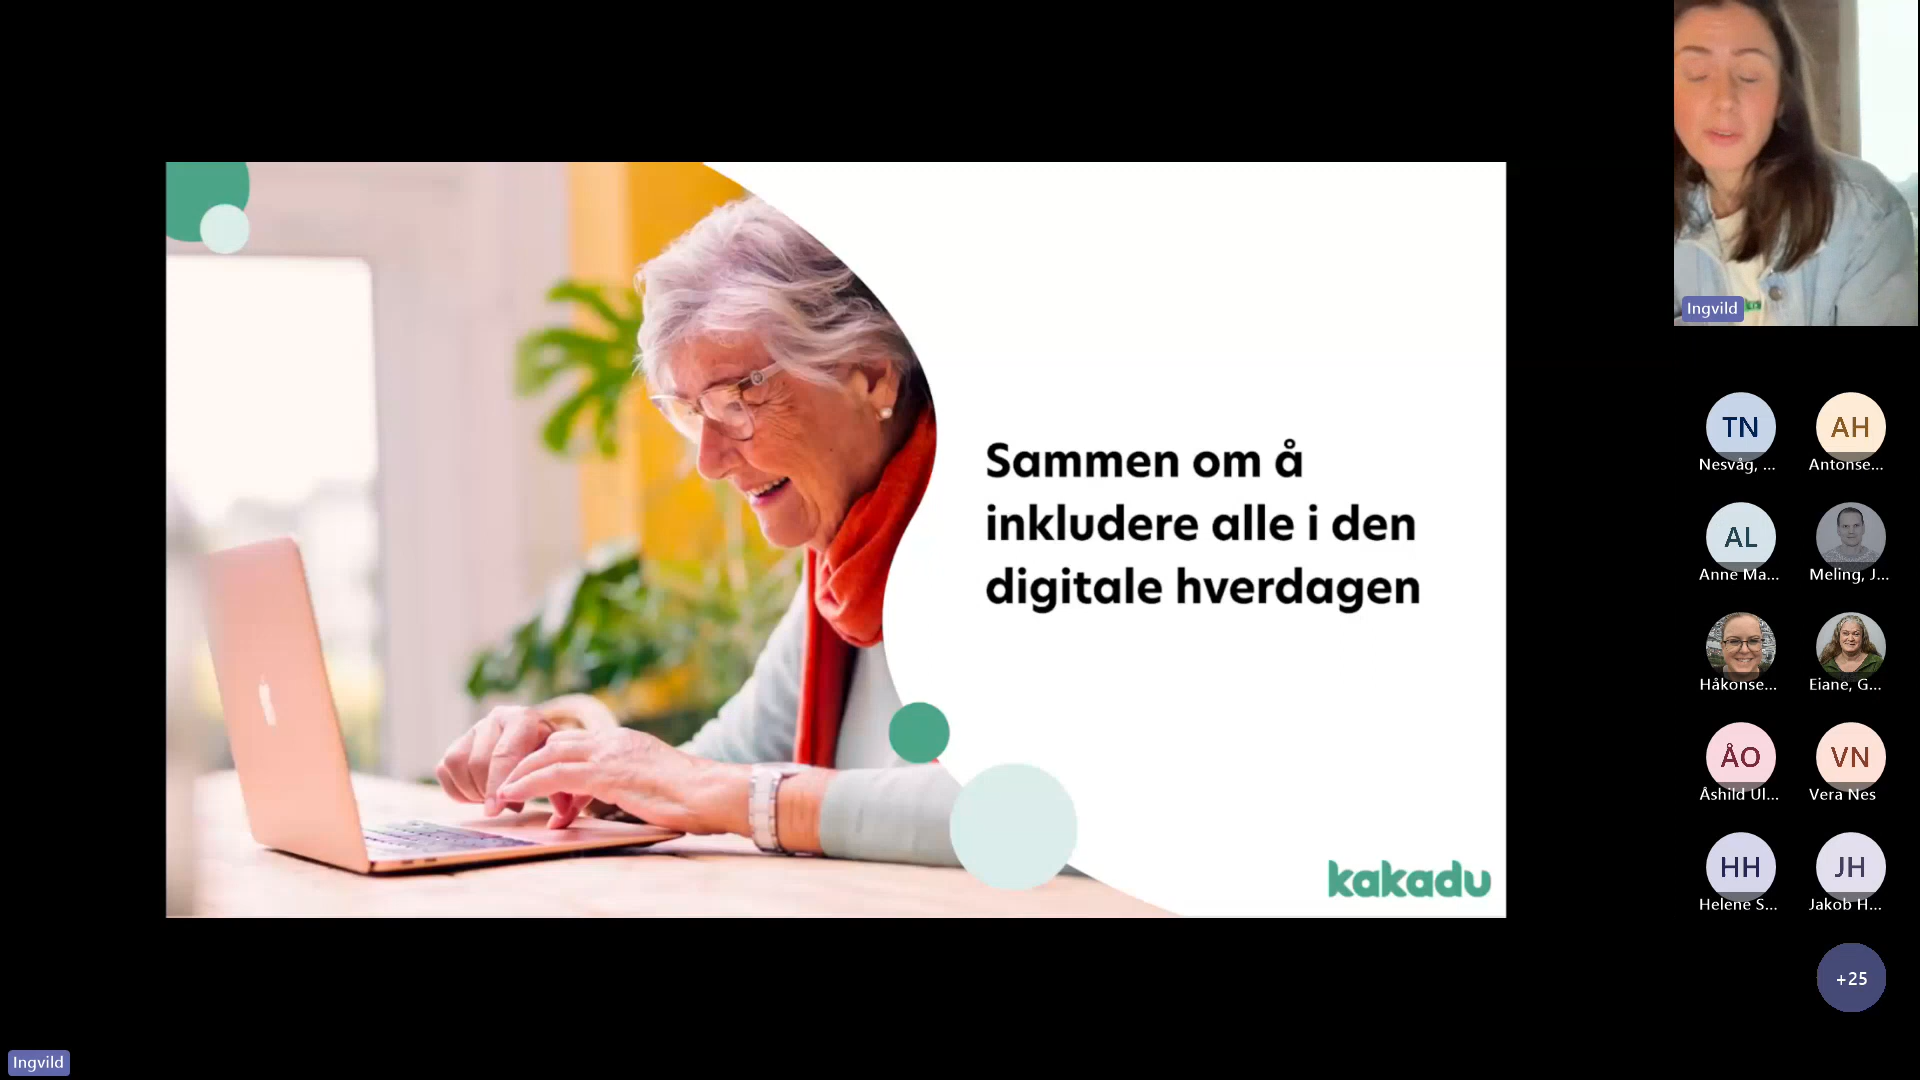 Sammen om å
inkludere alle i den
digitale hverdagen
kakadu
Ingvild
TN
AH
Nesvåg, ...
Antonse...
AL
Anne Ma...
Meling, J...
Håkonse...
Eiane, G...
ÅO
VN
Åshild Ul...
Vera Nes
HH
JH
Helene S...
Jakob H...
+25
Ingvild